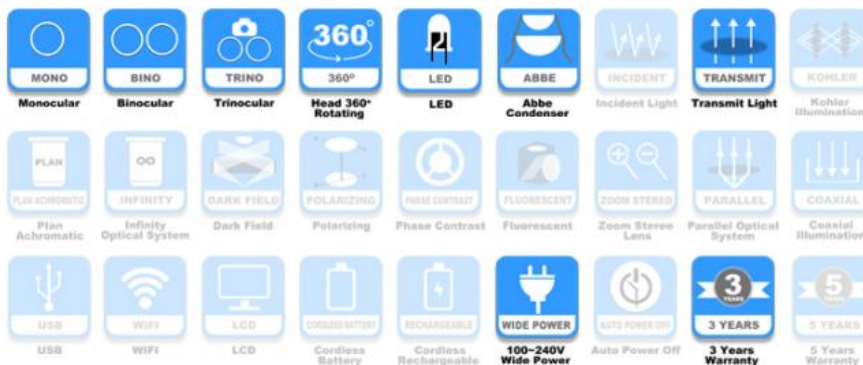 360°
MONO BINO TRINO 360° LED ABBE INCIDENT TRANSMIT KOHLER
Monocular Binocular Trinocular Head 360° Rotating LED Abbe Condenser Incident Light Transmit Light Kohler Illumination
PLAN ∞
PLAN ACHROMATIC INFINITY DARK FIELD POLARIZING PHASE CONTRAST FLUORESCENT ZOOM STEREO PARALLEL COAXIAL
Plan Achromatic Infinity Optical System Dark Field Polarizing Phase Contrast Fluorescent Zoom Stereo Lens Parallel Optical System Coaxial Illumination
3 YEARS 5 YEARS
USB WIFI LCD CORDLESS BATTERY RECHARGEABLE WIDE POWER AUTO POWER OFF 3 YEARS 5 YEARS
USB WIFI LCD Cordless Battery Cordless Rechargeable 100~240V Wide Power Auto Power Off 3 Years Warranty 5 Years Warranty